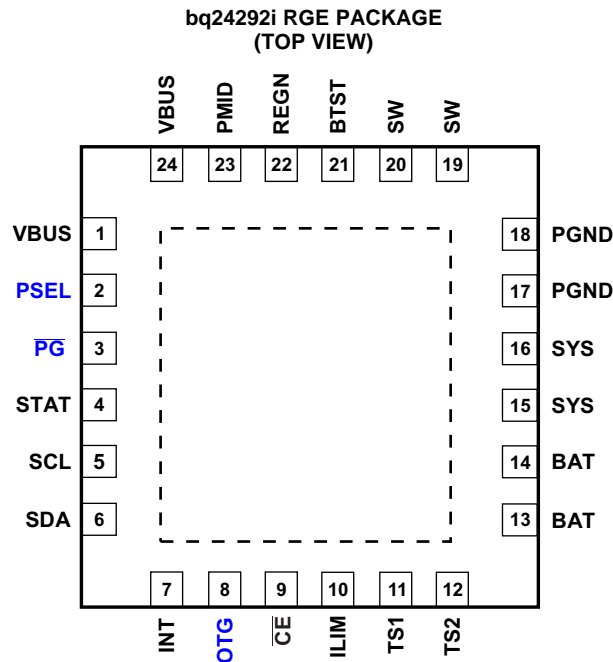 bq24292i RGE PACKAGE
(TOP VIEW)
VBUS PMID REGN BTST SW SW
24 23 22 21 20 19
VBUS 1 18 PGND
PSEL 2 17 PGND
P̅G̅ 3 16 SYS
STAT 4 15 SYS
SCL 5 14 BAT
SDA 6 13 BAT
7 8 9 10 11 12
INT OTG C̅E̅ ILIM TS1 TS2